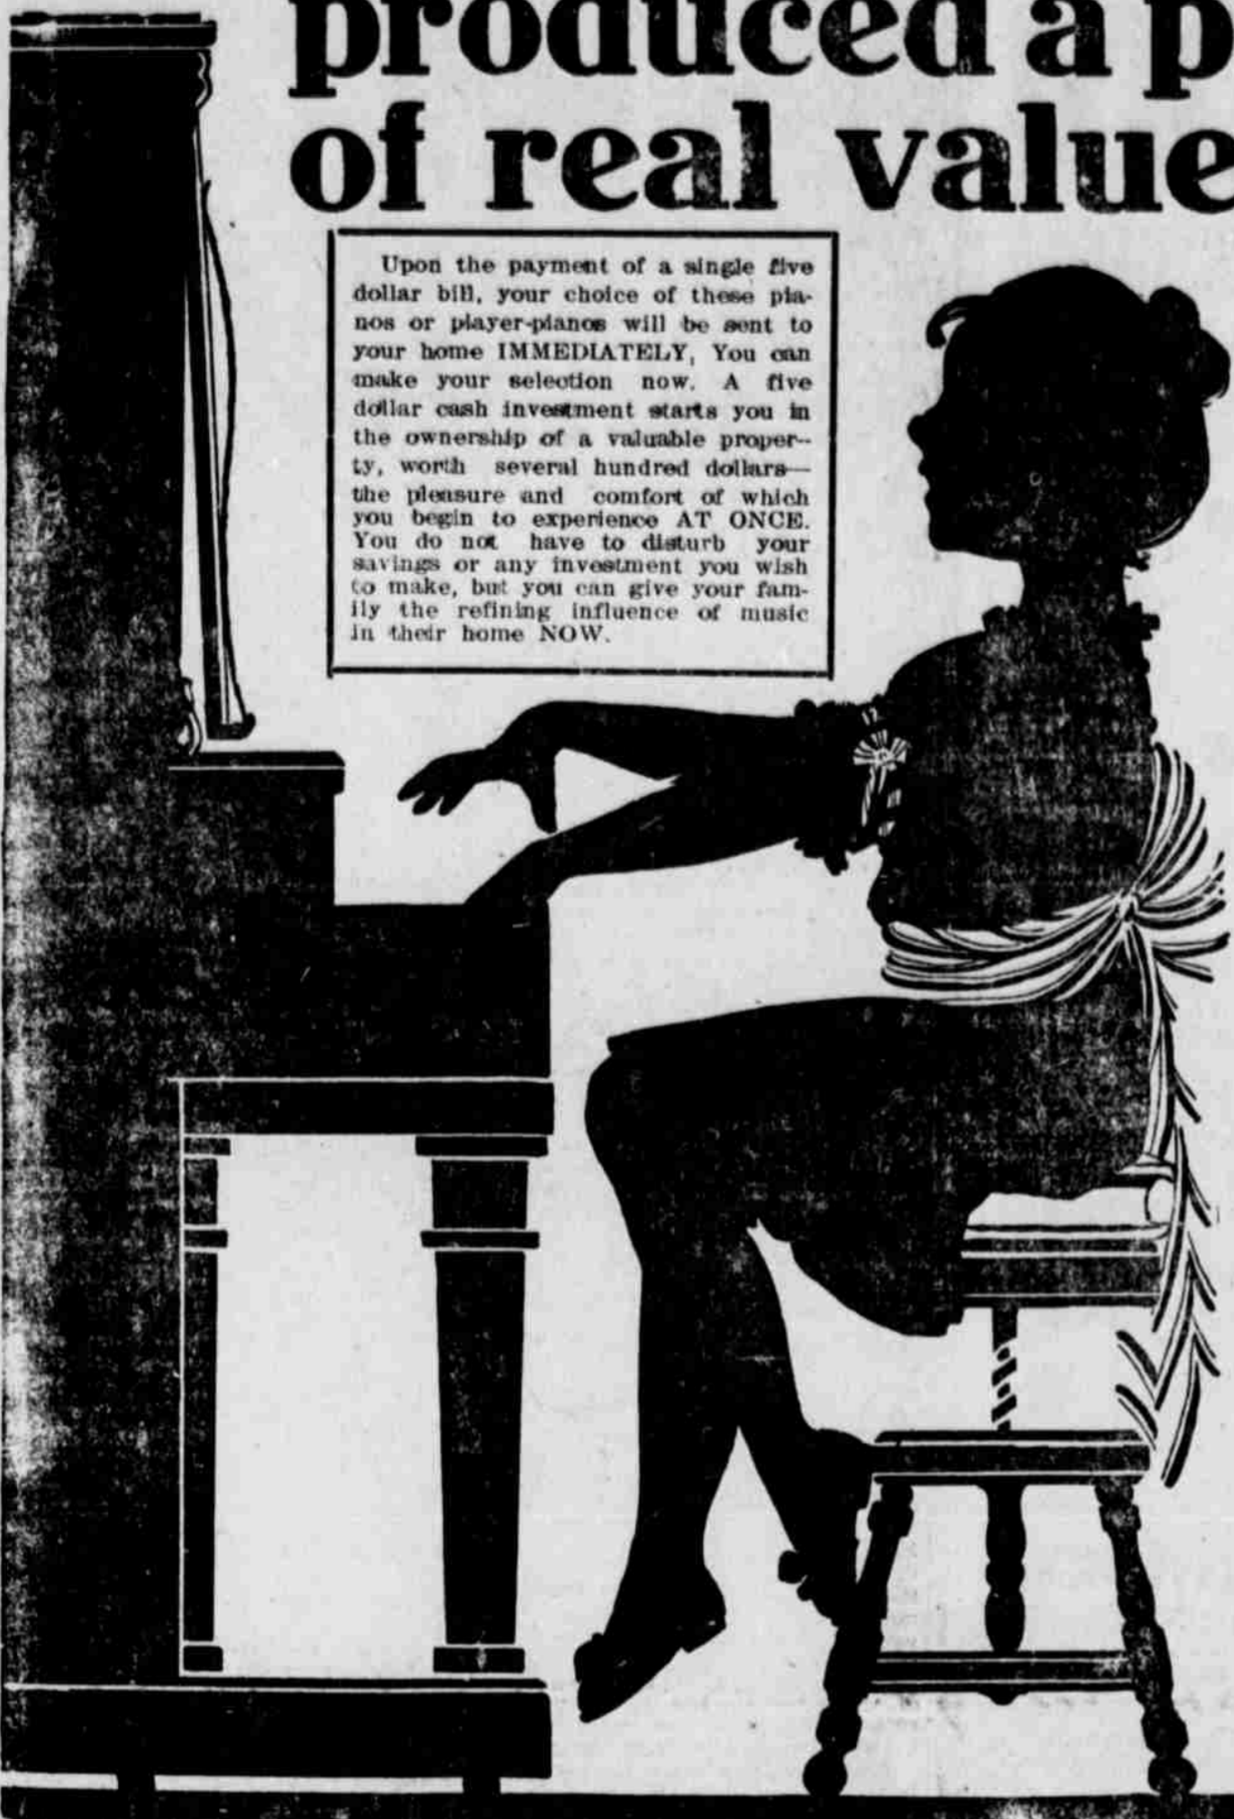 produced a p
of real value
Upon the payment of a single five
dollar bill, your choice of these pia-
nos or player-pianos will be sent to
your home IMMEDIATELY, You can
make your selection now. A five
dollar cash investment starts you in
the ownership of a valuable proper-
ty, worth several hundred dollars—
the pleasure and comfort of which
you begin to experience AT ONCE.
You do not have to disturb your
savings or any investment you wish
to make, but you can give your fam-
ily the refining influence of music
in their home NOW.